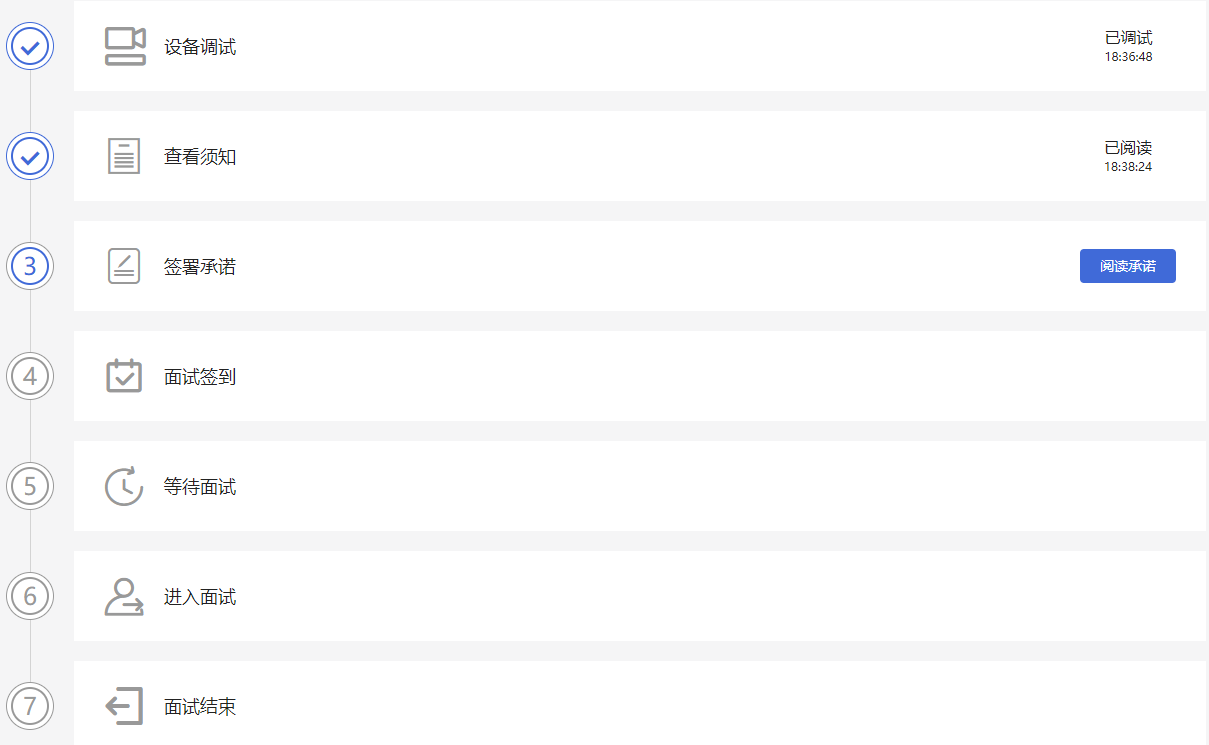 设备调试
已调试
18:36:48
查看须知
已阅读
18:38:24
3
签署承诺
阅读承诺
4
面试签到
5
等待面试
6
进入面试
7
面试结束